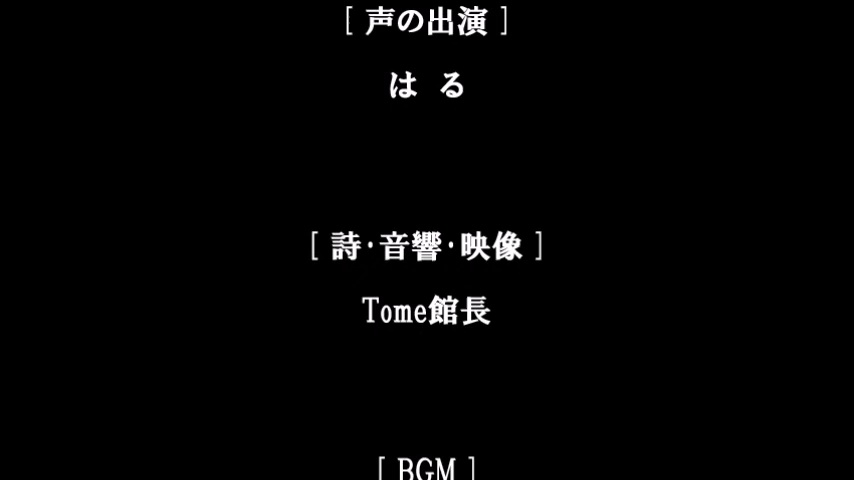 [ 声の出演 ]
は る
[ 詩･音響･映像 ]
Tome館長
[ BGM ]